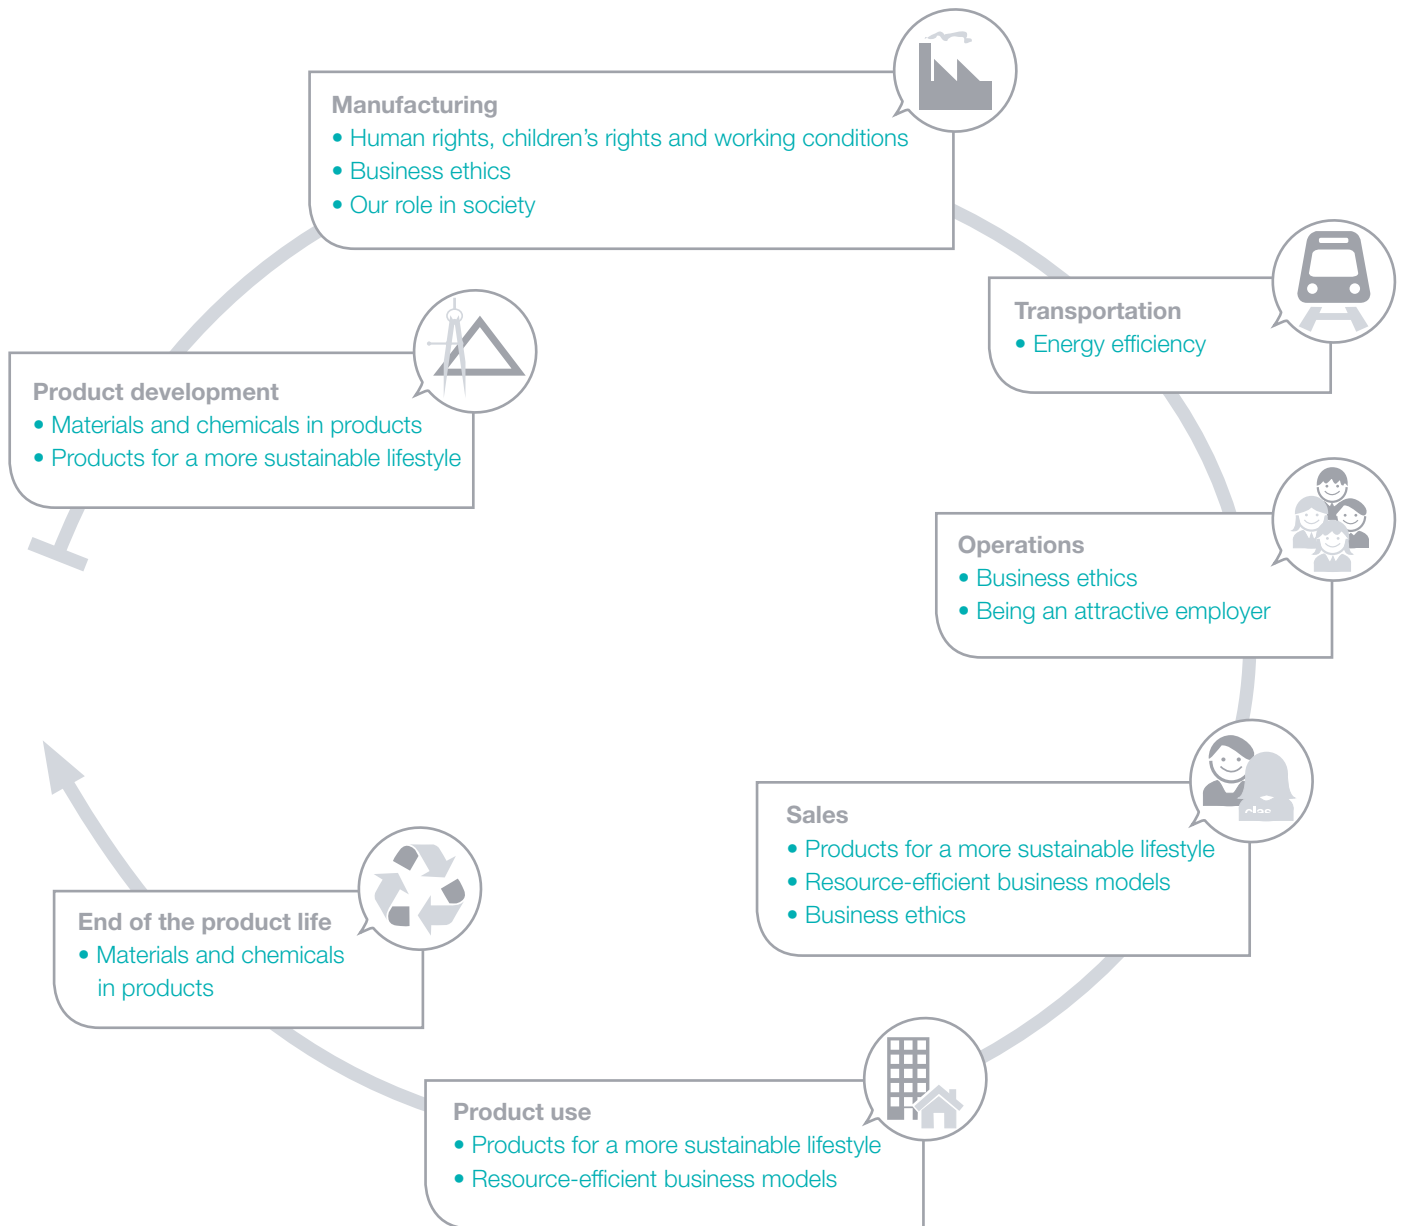 Manufacturing
• Human rights, children’s rights and working conditions
• Business ethics
• Our role in society
Transportation
• Energy efficiency
Product development
• Materials and chemicals in products
• Products for a more sustainable lifestyle
Operations
• Business ethics
• Being an attractive employer
Sales
• Products for a more sustainable lifestyle
• Resource-efficient business models
• Business ethics
clas
End of the product life
• Materials and chemicals
in products
Product use
• Products for a more sustainable lifestyle
• Resource-efficient business models